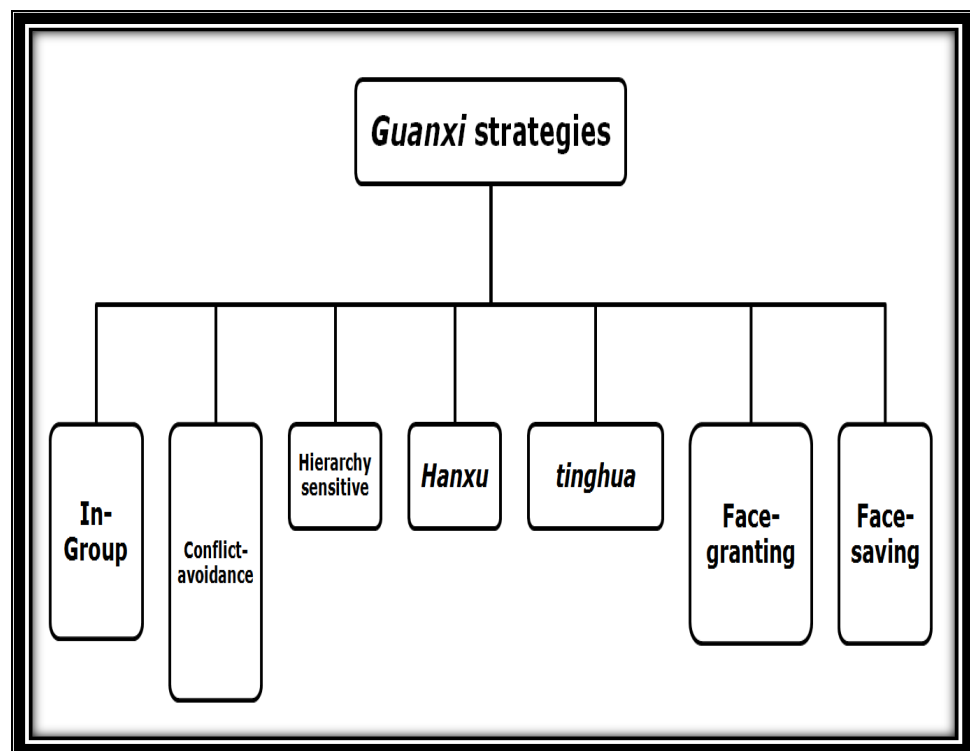 Guanxi strategies
In-
Group
Conflict-
avoidance
Hierarchy
sensitive
Hanxu
tinghua
Face-
granting
Face-
saving